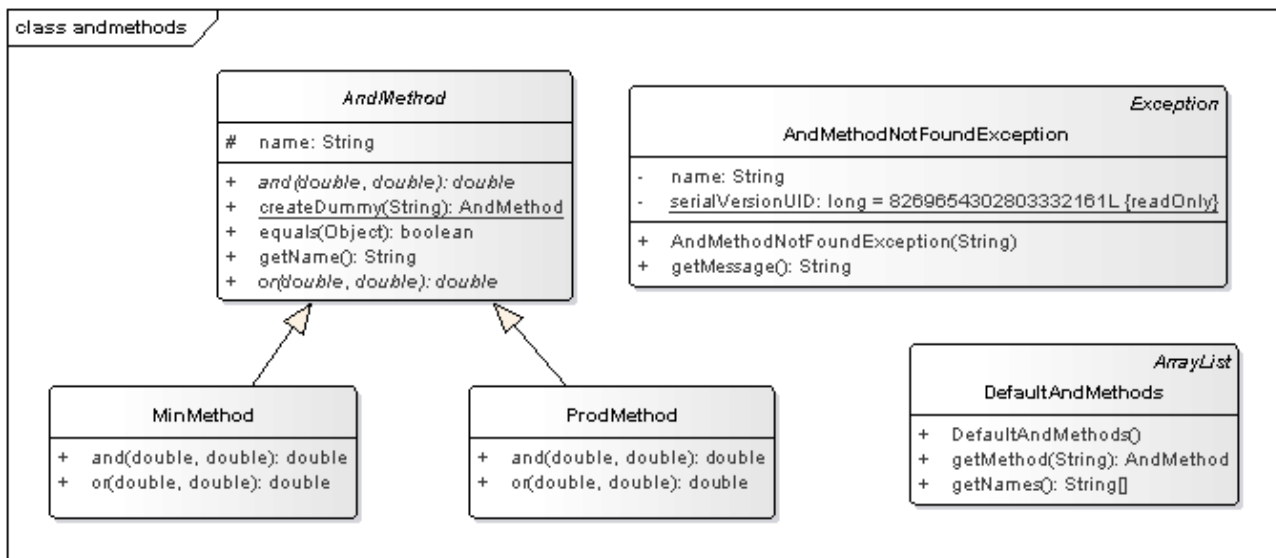 class andmethods
AndMethod
# name: String
+ and(double, double): double
+ createDummy(String): AndMethod
+ equals(Object): boolean
+ getName(): String
+ or(double, double): double
Exception
AndMethodNotFoundException
- name: String
- serialVersionUID: long = 8269654302803332161L {readOnly}
+ AndMethodNotFoundException(String)
+ getMessage(): String
MinMethod
+ and(double, double): double
+ or(double, double): double
ProdMethod
+ and(double, double): double
+ or(double, double): double
ArrayList
DefaultAndMethods
+ DefaultAndMethods()
+ getMethod(String): AndMethod
+ getNames(): String[]